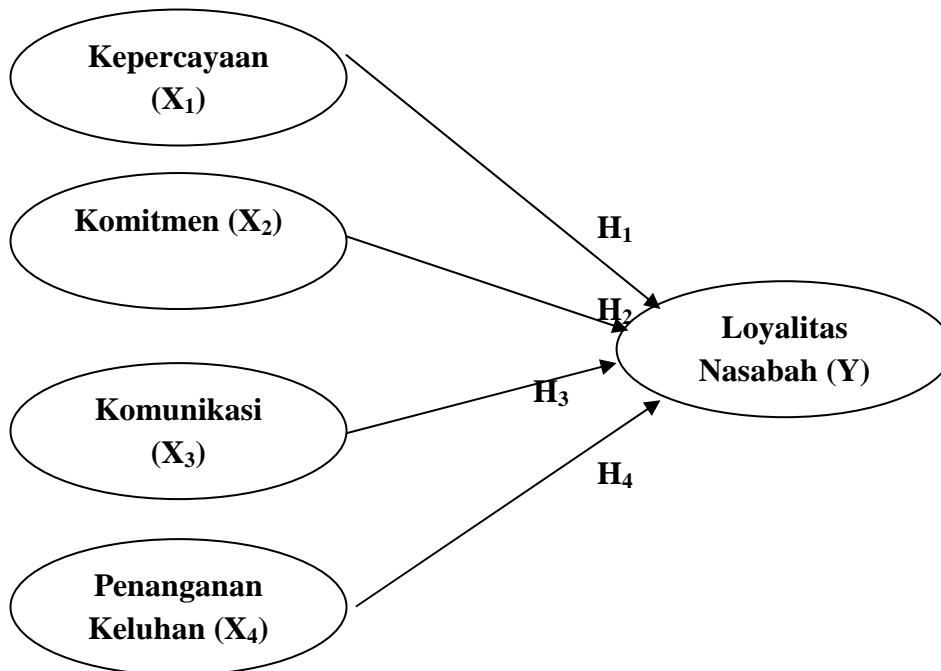 Kepercayaan
(X₁)
Komitmen (X₂)
Komunikasi
(X₃)
Penanganan
Keluhan (X₄)
H₁
H₂
H₃
H₄
Loyalitas
Nasabah (Y)